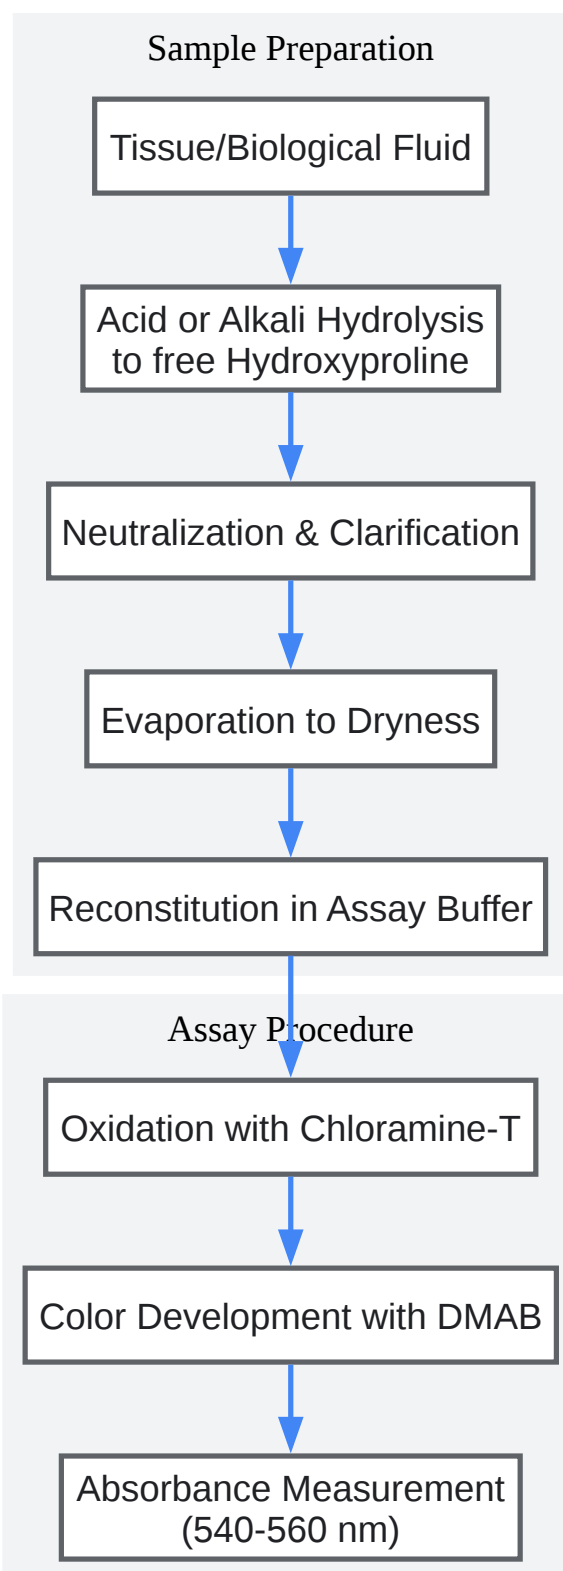 Sample Preparation
Tissue/Biological Fluid
Acid or Alkali Hydrolysis
to free Hydroxyproline
Neutralization & Clarification
Evaporation to Dryness
Reconstitution in Assay Buffer
Assay Procedure
Oxidation with Chloramine-T
Color Development with DMAB
Absorbance Measurement
(540-560 nm)